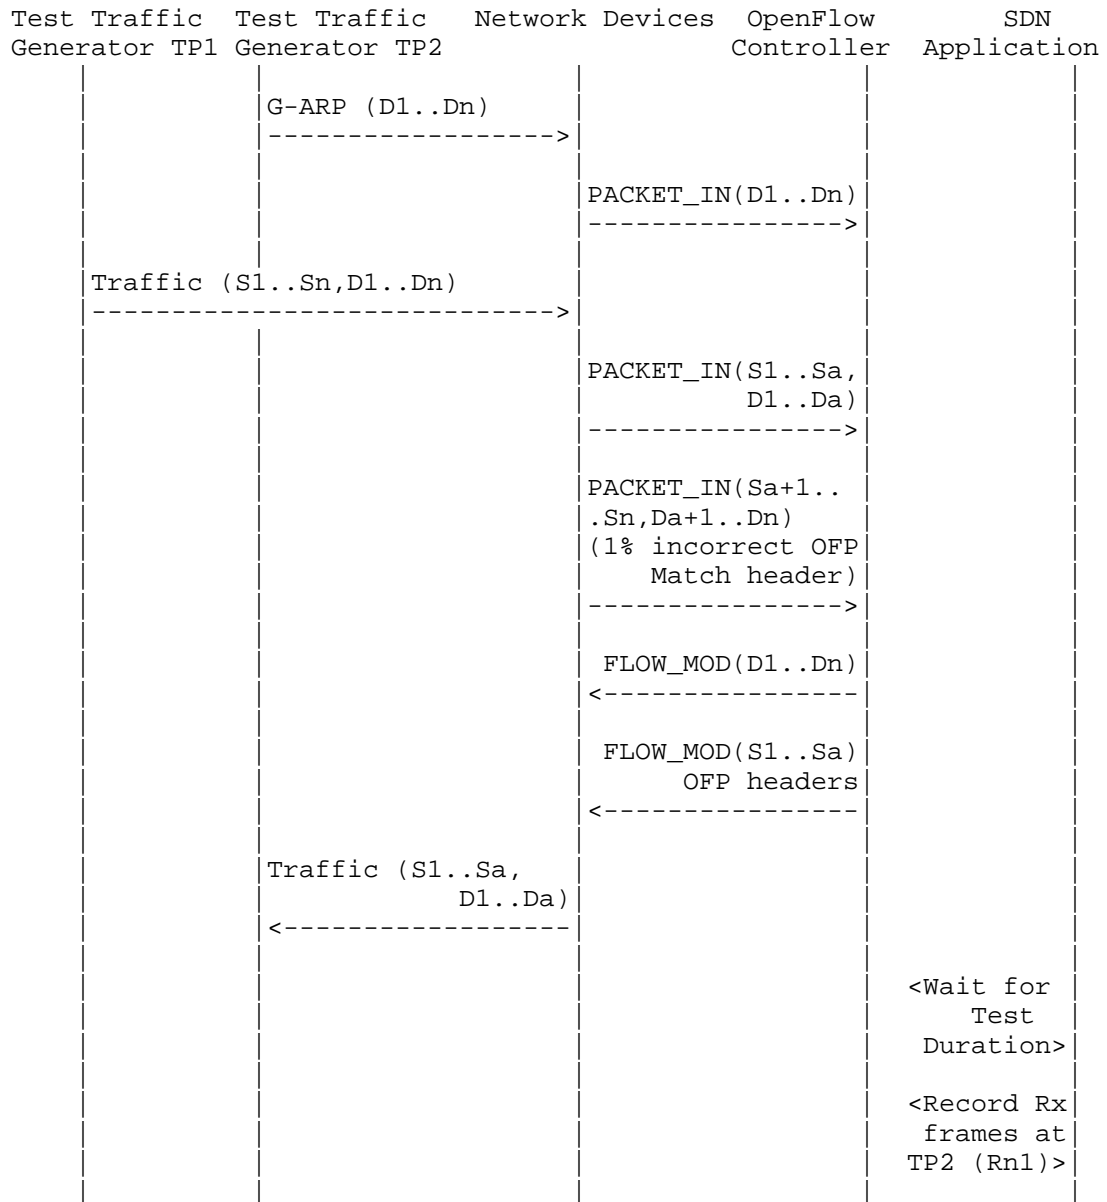 Test Traffic  Test Traffic   Network Devices  OpenFlow        SDN
Generator TP1 Generator TP2                  Controller  Application
G-ARP (D1..Dn)
------------------>
PACKET_IN(D1..Dn)
---------------->
Traffic (S1..Sn,D1..Dn)
----------------------------->
PACKET_IN(S1..Sa,
D1..Da)
---------------->
PACKET_IN(Sa+1..
.Sn,Da+1..Dn)
(1% incorrect OFP
Match header)
---------------->
FLOW_MOD(D1..Dn)
<----------------
FLOW_MOD(S1..Sa)
OFP headers
<----------------
Traffic (S1..Sa,
D1..Da)
<------------------
<Wait for
Test
Duration>
<Record Rx
frames at
TP2 (Rn1)>